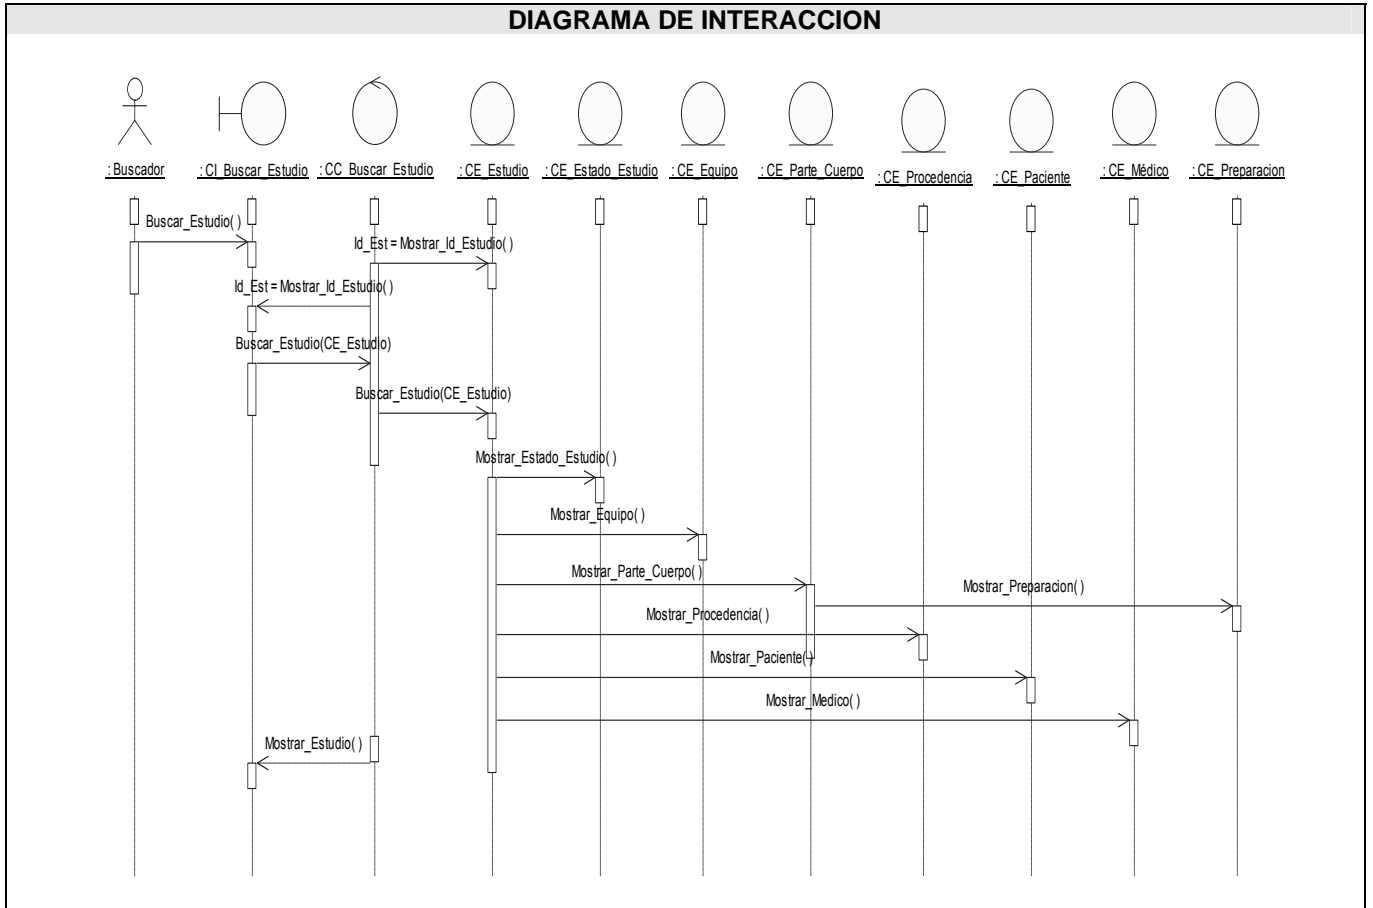 DIAGRAMA DE INTERACCION
: Buscador
: CI_Buscar_Estudio
: CC_Buscar_Estudio
: CE_Estudio
: CE_Estado_Estudio
: CE_Equipo
: CE_Parte_Cuerpo
: CE_Procedencia
: CE_Paciente
: CE_Médico
: CE_Preparacion
Buscar_Estudio( )
Id_Est = Mostrar_Id_Estudio( )
Id_Est = Mostrar_Id_Estudio( )
Buscar_Estudio(CE_Estudio)
Buscar_Estudio(CE_Estudio)
Mostrar_Estado_Estudio( )
Mostrar_Equipo( )
Mostrar_Parte_Cuerpo( )
Mostrar_Preparacion( )
Mostrar_Procedencia( )
Mostrar_Paciente( )
Mostrar_Medico( )
Mostrar_Estudio( )